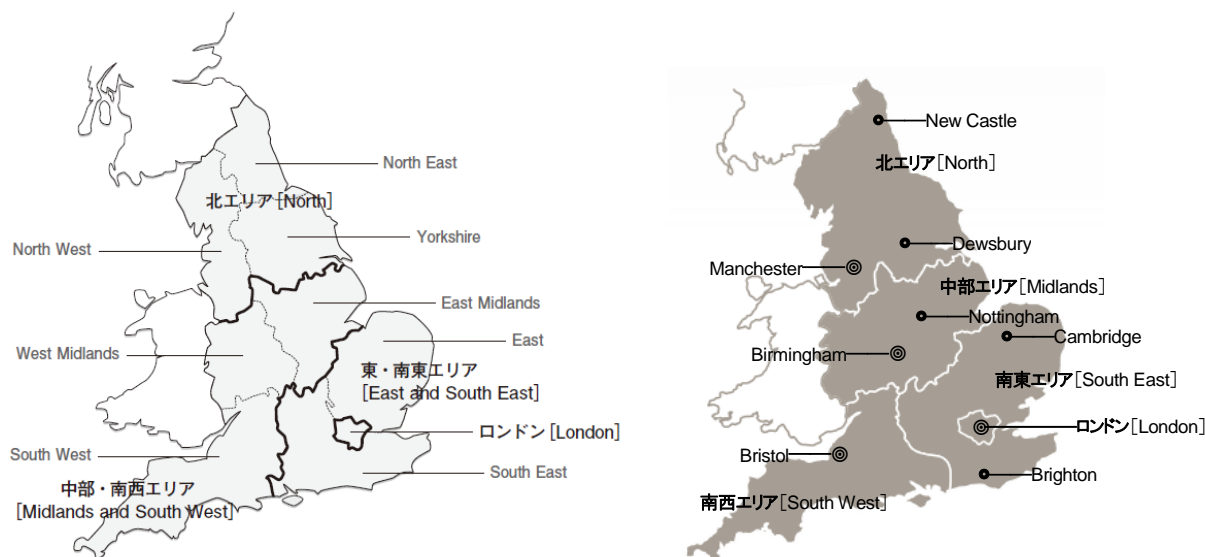 North East
北エリア[North]
North West
Yorkshire
East Midlands
East
West Midlands
東・南東エリア
[East and South East]
ロンドン[London]
South West
South East
中部・南西エリア
[Midlands and South West]
New Castle
北エリア[North]
Dewsbury
Manchester
中部エリア[Midlands]
Nottingham
Cambridge
Birmingham
南東エリア[South East]
ロンドン[London]
Bristol
Brighton
南西エリア[South West]